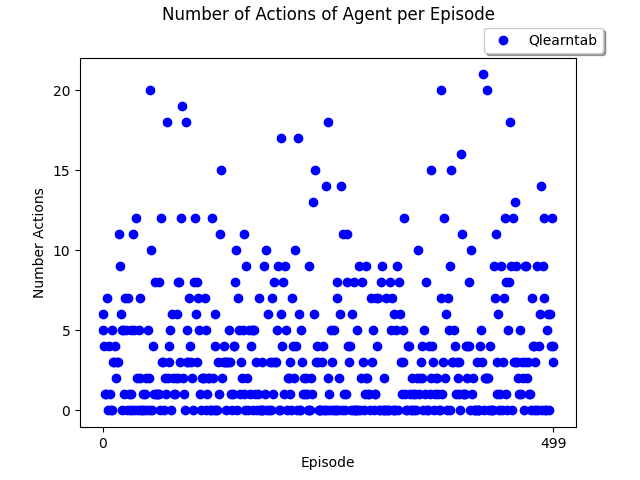 Number of Actions of Agent per Episode
Qlearntab
20
15
10
5
0
Number Actions
0
499
Episode